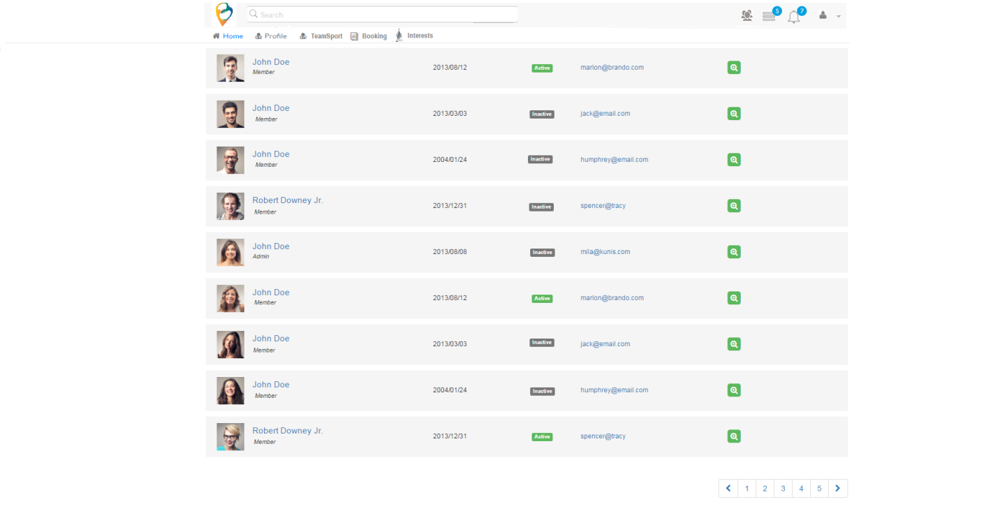 Search
5
7
Home Profile TeamSport Booking Interests
John Doe
Member
2013/08/12 Active marlon@brando.com
John Doe
Member
2013/03/03 Inactive jack@email.com
John Doe
Member
2004/01/24 Inactive humphrey@email.com
Robert Downey Jr.
Member
2013/12/31 Inactive spencer@tracy
John Doe
Admin
2013/08/08 Inactive mila@kunis.com
John Doe
Member
2013/08/12 Active marlon@brando.com
John Doe
Member
2013/03/03 Inactive jack@email.com
John Doe
Member
2004/01/24 Inactive humphrey@email.com
Robert Downey Jr.
Member
2013/12/31 Active spencer@tracy
1 2 3 4 5